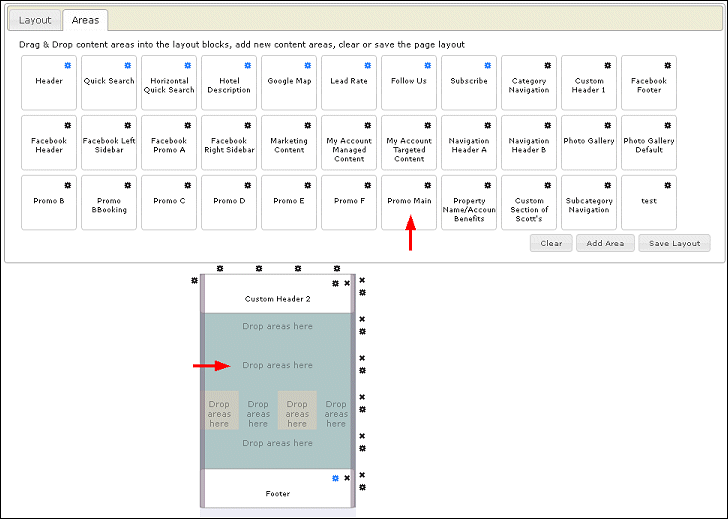 Layout
Areas
Drag & Drop content areas into the layout blocks, add new content areas, clear or save the page layout
Header
Quick Search
Horizontal
Quick Search
Hotel
Description
Google Map
Lead Rate
Follow Us
Subscribe
Category
Navigation
Custom
Header 1
Facebook
Footer
Facebook
Header
Facebook Left
Sidebar
Facebook
Promo A
Facebook
Right Sidebar
Marketing
Content
My Account
Managed
Content
My Account
Targeted
Content
Navigation
Header A
Navigation
Header B
Photo Gallery
Photo Gallery
Default
Promo B
Promo
BBooking
Promo C
Promo D
Promo E
Promo F
Promo Main
Property
Name/Accoun
Benefits
Custom
Section of
Scott's
Subcategory
Navigation
test
Clear
Add Area
Save Layout
Custom Header 2
Drop areas here
Drop areas here
Drop
areas
here
Drop
areas
here
Drop
areas
here
Drop
areas
here
Drop areas here
Footer